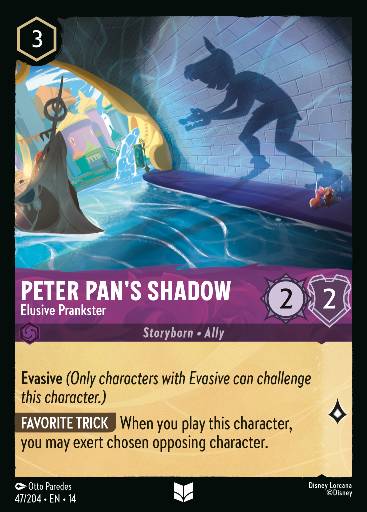 3
PETER PAN'S SHADOW
Elusive Prankster
2
2
Storyborn • Ally
Evasive (Only characters with Evasive can challenge
this character.)
FAVORITE TRICK When you play this character,
you may exert chosen opposing character.
Otto Paredes
47/204 • EN • 14
Disney Lorcana
©Disney